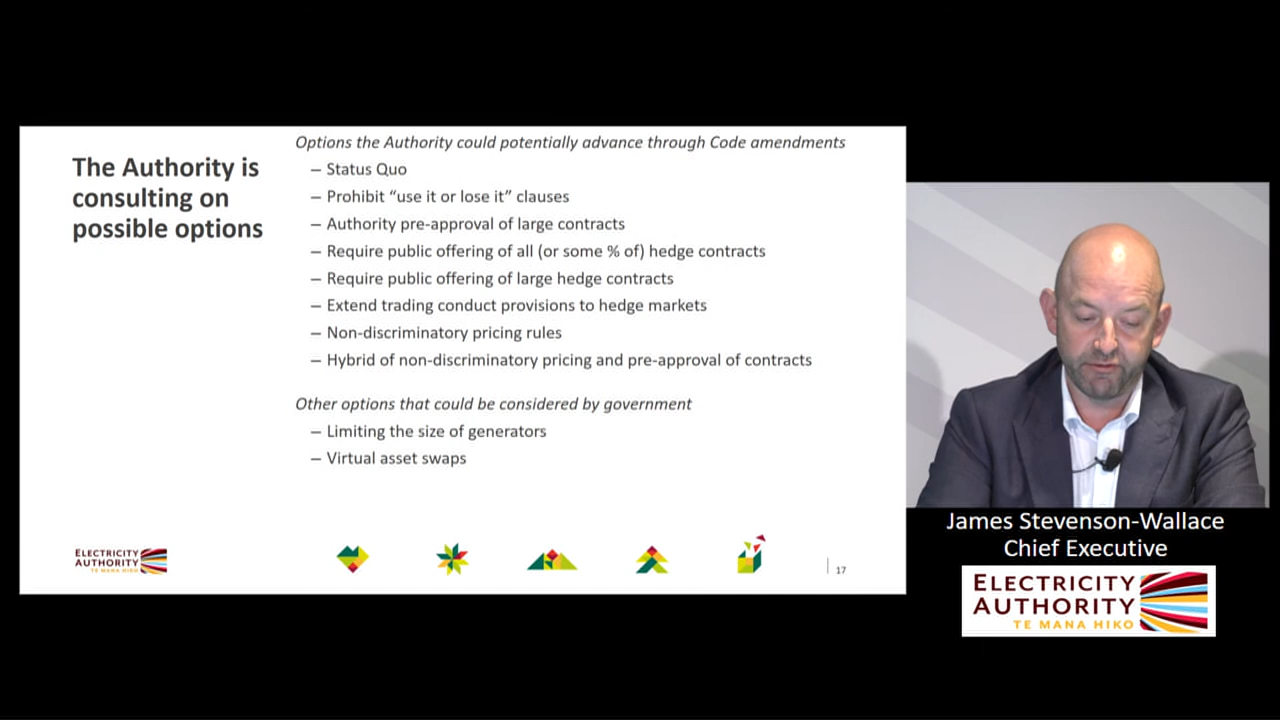 The Authority is
consulting on
possible options
Options the Authority could potentially advance through Code amendments
– Status Quo
– Prohibit “use it or lose it” clauses
– Authority pre-approval of large contracts
– Require public offering of all (or some % of) hedge contracts
– Require public offering of large hedge contracts
– Extend trading conduct provisions to hedge markets
– Non-discriminatory pricing rules
– Hybrid of non-discriminatory pricing and pre-approval of contracts
Other options that could be considered by government
– Limiting the size of generators
– Virtual asset swaps
ELECTRICITY
AUTHORITY
TE MANA HIKO
17
James Stevenson-Wallace
Chief Executive
ELECTRICITY
AUTHORITY
TE MANA HIKO